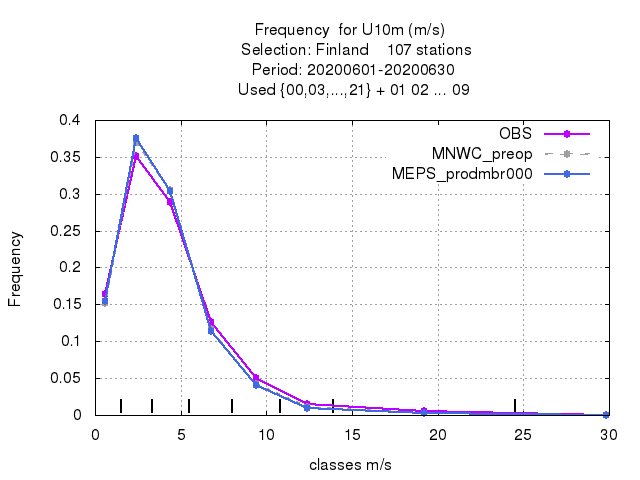 Frequency  for U10m (m/s)
Selection: Finland    107 stations
Period: 20200601-20200630
Used {00,03,...,21} + 01 02 ... 09
OBS
MNWC_preop
MEPS_prodmbr000
Frequency
0.4
0.35
0.3
0.25
0.2
0.15
0.1
0.05
0
0 5 10 15 20 25 30
classes m/s